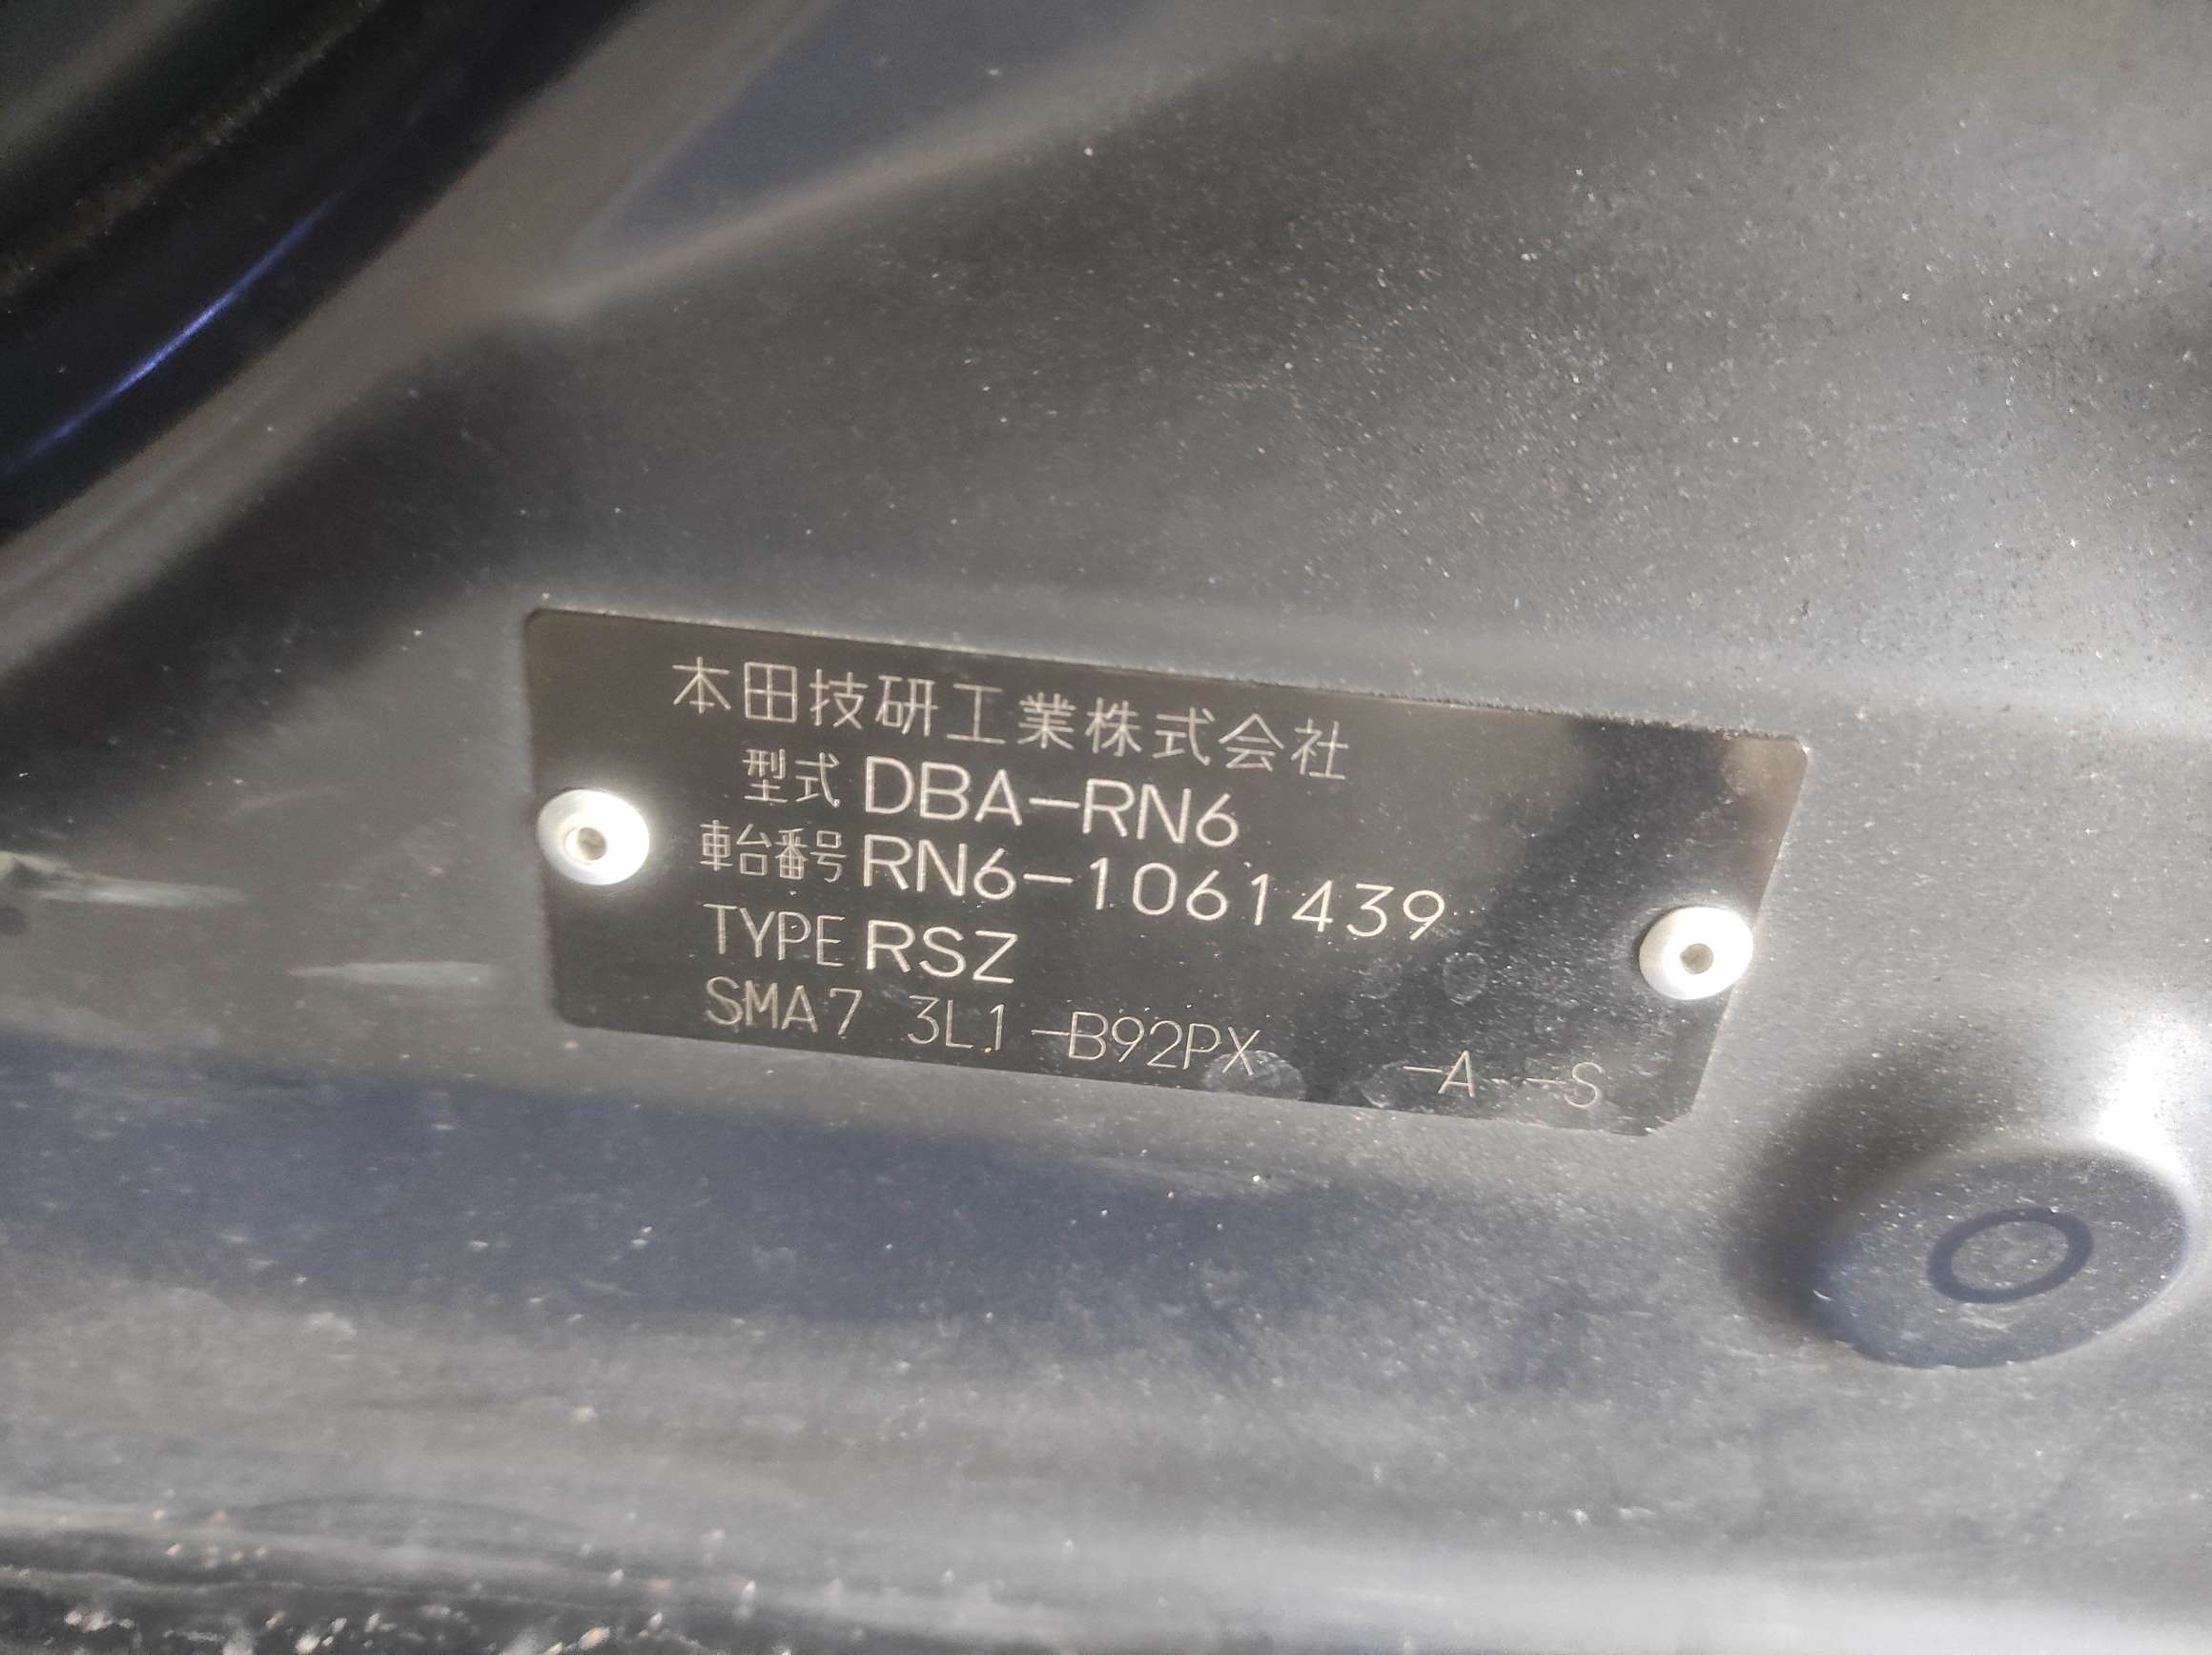 本田技研工業株式会社
型式 DBA-RN6
車台番号 RN6-1061439
TYPE RSZ
SMA7 3L1 -B92PX -A -S